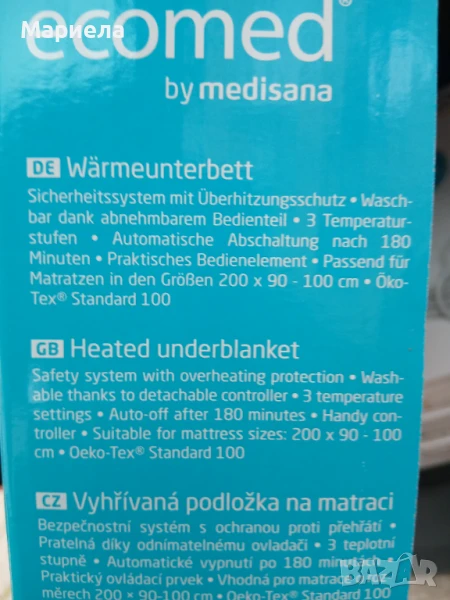 Мариела
ecomed®
by medisana
DE Wärmeunterbett
Sicherheitssystem mit Überhitzungsschutz • Wasch-
bar dank abnehmbarem Bedienteil • 3 Temperatur-
stufen • Automatische Abschaltung nach 180
Minuten • Praktisches Bedienelement • Passend für
Matratzen in den Größen 200 x 90 - 100 cm • Öko-
Tex® Standard 100
GB Heated underblanket
Safety system with overheating protection • Wash-
able thanks to detachable controller • 3 temperature
settings • Auto-off after 180 minutes • Handy con-
troller • Suitable for mattress sizes: 200 x 90 - 100
cm • Oeko-Tex® Standard 100
CZ Vyhřívaná podložka na matraci
Bezpečnostní systém s ochranou proti přehřátí •
Pratelná díky odnímatelnému ovladači • 3 teplotní
stupně • Automatické vypnutí po 180 minutách •
Praktický ovládací prvek • Vhodná pro matrace
měrech 200 x 90-100 cm • Oeko-Tex® Standard 100
BAZAR